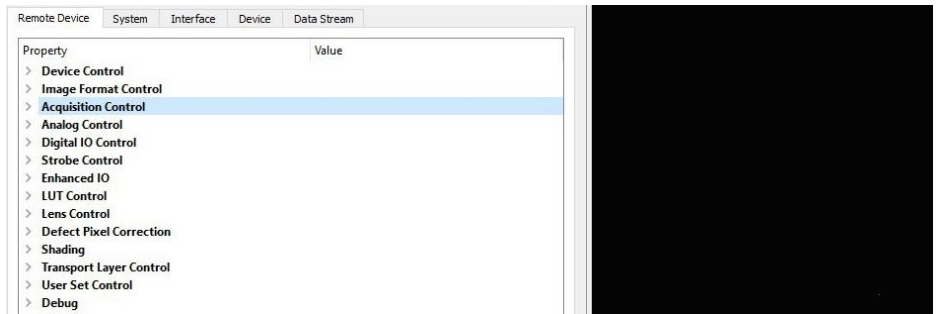 Remote Device System Interface Device Data Stream
Property Value
Device Control
Image Format Control
Acquisition Control
Analog Control
Digital IO Control
Strobe Control
Enhanced IO
LUT Control
Lens Control
Defect Pixel Correction
Shading
Transport Layer Control
User Set Control
Debug